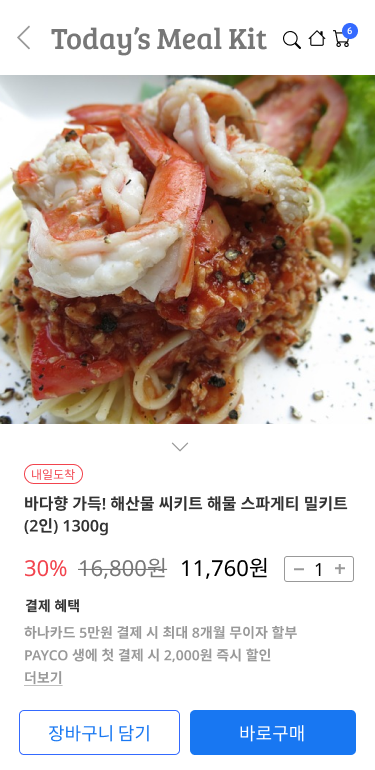 Today's Meal Kit
6
내일도착
바다향 가득! 해산물 씨키트 해물 스파게티 밀키트
(2인) 1300g
30% 16,800원 11,760원 − 1 +
결제 혜택
하나카드 5만원 결제 시 최대 8개월 무이자 할부
PAYCO 생에 첫 결제 시 2,000원 즉시 할인
더보기
장바구니 담기 바로구매